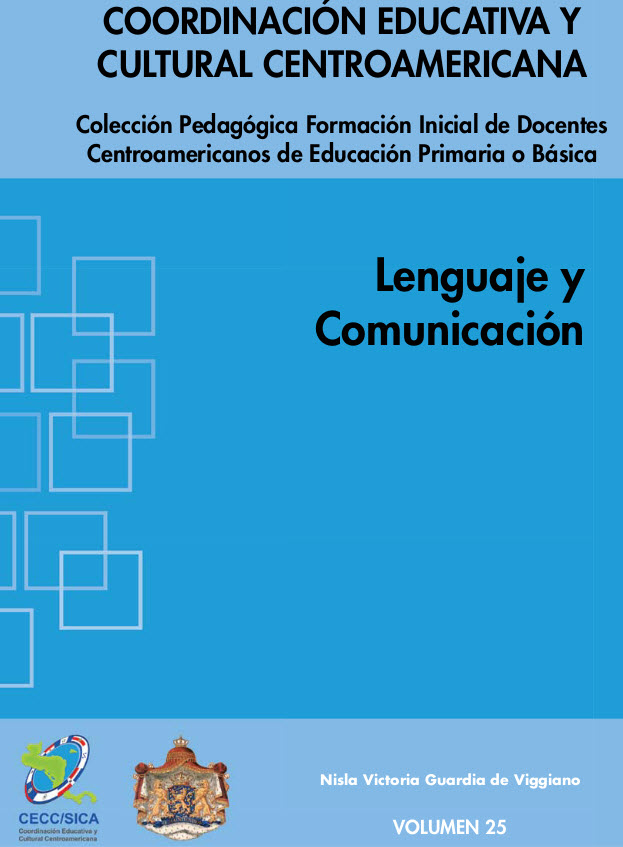 COORDINACIÓN EDUCATIVA Y
CULTURAL CENTROAMERICANA
Colección Pedagógica Formación Inicial de Docentes
Centroamericanos de Educación Primaria o Básica
Lenguaje y
Comunicación
Nisla Victoria Guardia de Viggiano
CECC/SICA
Coordinación Educativa y
Cultural Centroamericana
VOLUMEN 25